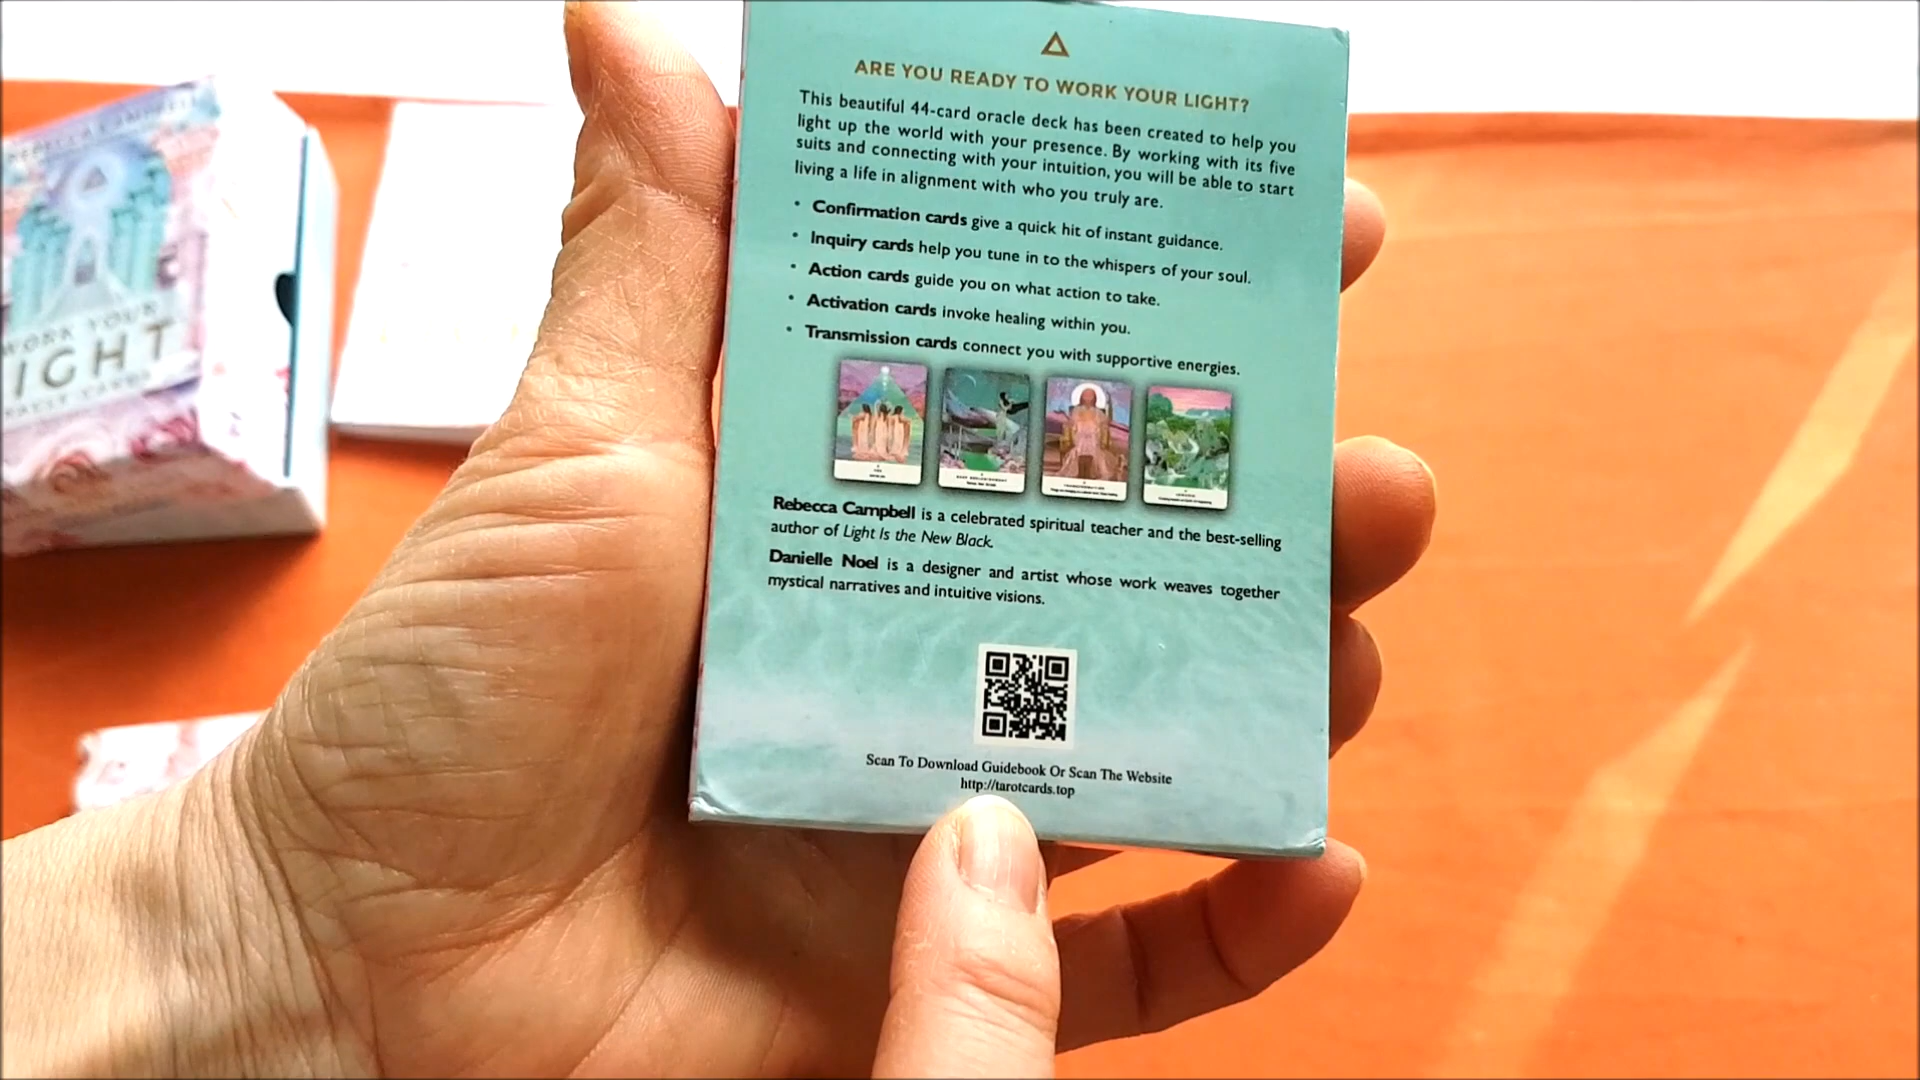 ARE YOU READY TO WORK YOUR LIGHT?
This beautiful 44-card oracle deck has been created to help you
light up the world with your presence. By working with its five
suits and connecting with your intuition, you will be able to start
living a life in alignment with who you truly are.
• Confirmation cards give a quick hit of instant guidance.
• Inquiry cards help you tune in to the whispers of your soul.
• Action cards guide you on what action to take.
• Activation cards invoke healing within you.
• Transmission cards connect you with supportive energies.
Rebecca Campbell is a celebrated spiritual teacher and the best-selling
author of Light Is the New Black.
Danielle Noel is a designer and artist whose work weaves together
mystical narratives and intuitive visions.
Scan To Download Guidebook Or Scan The Website
http://tarotcards.top
WORK YOUR
IGHT